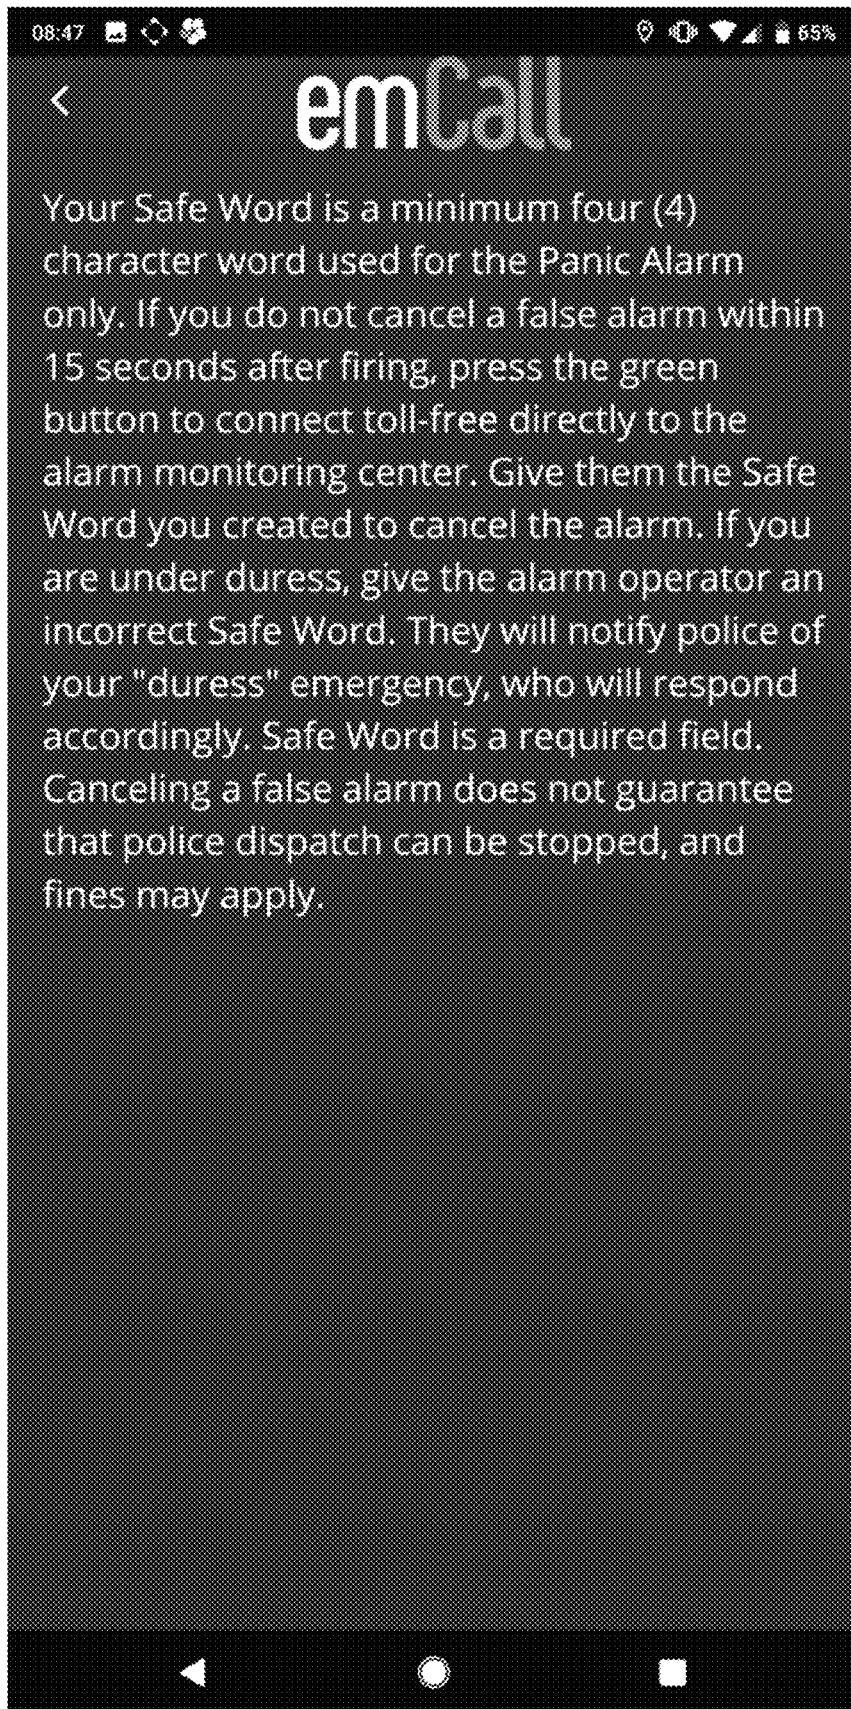 08:47 65%
emCall
Your Safe Word is a minimum four (4)
character word used for the Panic Alarm
only. If you do not cancel a false alarm within
15 seconds after firing, press the green
button to connect toll-free directly to the
alarm monitoring center. Give them the Safe
Word you created to cancel the alarm. If you
are under duress, give the alarm operator an
incorrect Safe Word. They will notify police of
your "duress" emergency, who will respond
accordingly. Safe Word is a required field.
Canceling a false alarm does not guarantee
that police dispatch can be stopped, and
fines may apply.